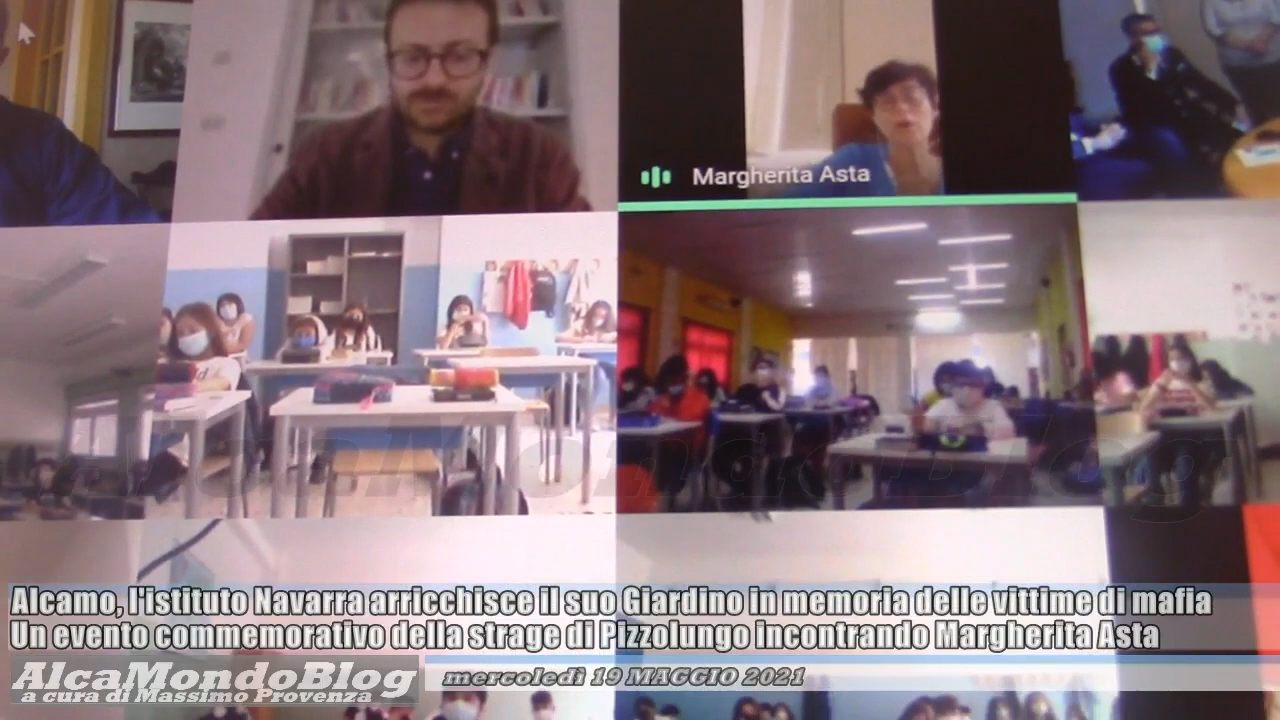 Margherita Asta
AlcaMondoBlog
Alcamo, l'istituto Navarra arricchisce il suo Giardino in memoria delle vittime di mafia
Un evento commemorativo della strage di Pizzolungo incontrando Margherita Asta
AlcaMondoBlog
a cura di Massimo Provenza
mercoledì 19 MAGGIO 2021